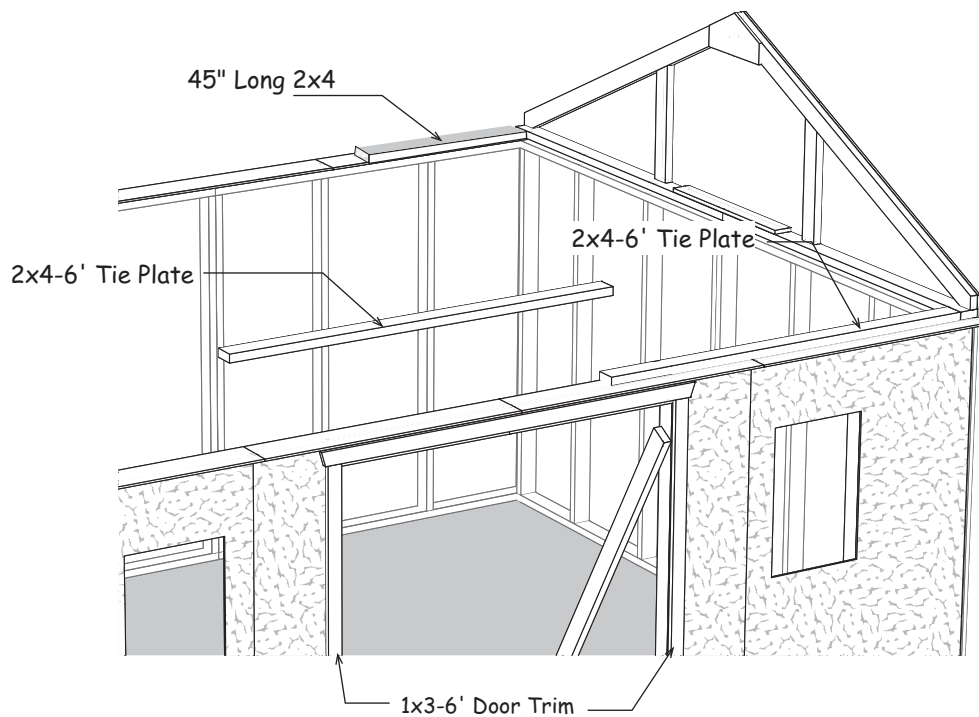 45" Long 2x4
2x4-6' Tie Plate
2x4-6' Tie Plate
1x3-6' Door Trim